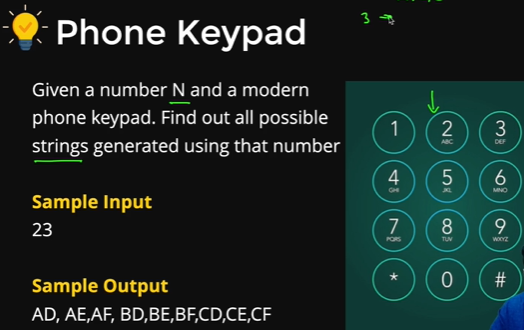 3 →
Phone Keypad
Given a number N and a modern
phone keypad. Find out all possible
strings generated using that number
Sample Input
23
Sample Output
AD, AE,AF, BD,BE,BF,CD,CE,CF
1 2 3
ABC DEF
4 5 6
GHI JKL MNO
7 8 9
PQRS TUV WXYZ
* 0 #